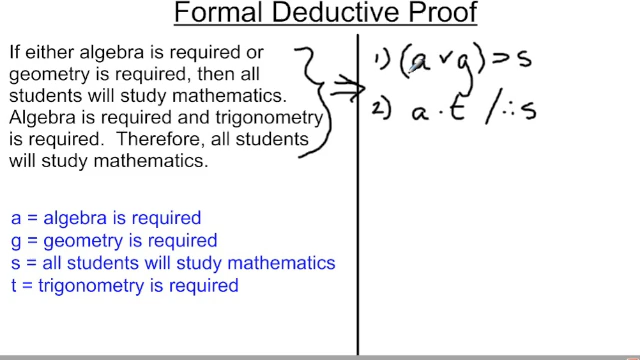 Formal Deductive Proof
If either algebra is required or
geometry is required, then all
students will study mathematics.
Algebra is required and trigonometry
is required. Therefore, all students
will study mathematics.
a = algebra is required
g = geometry is required
s = all students will study mathematics
t = trigonometry is required
1) (a v g) ⊃ s
2) a · t /∴ s